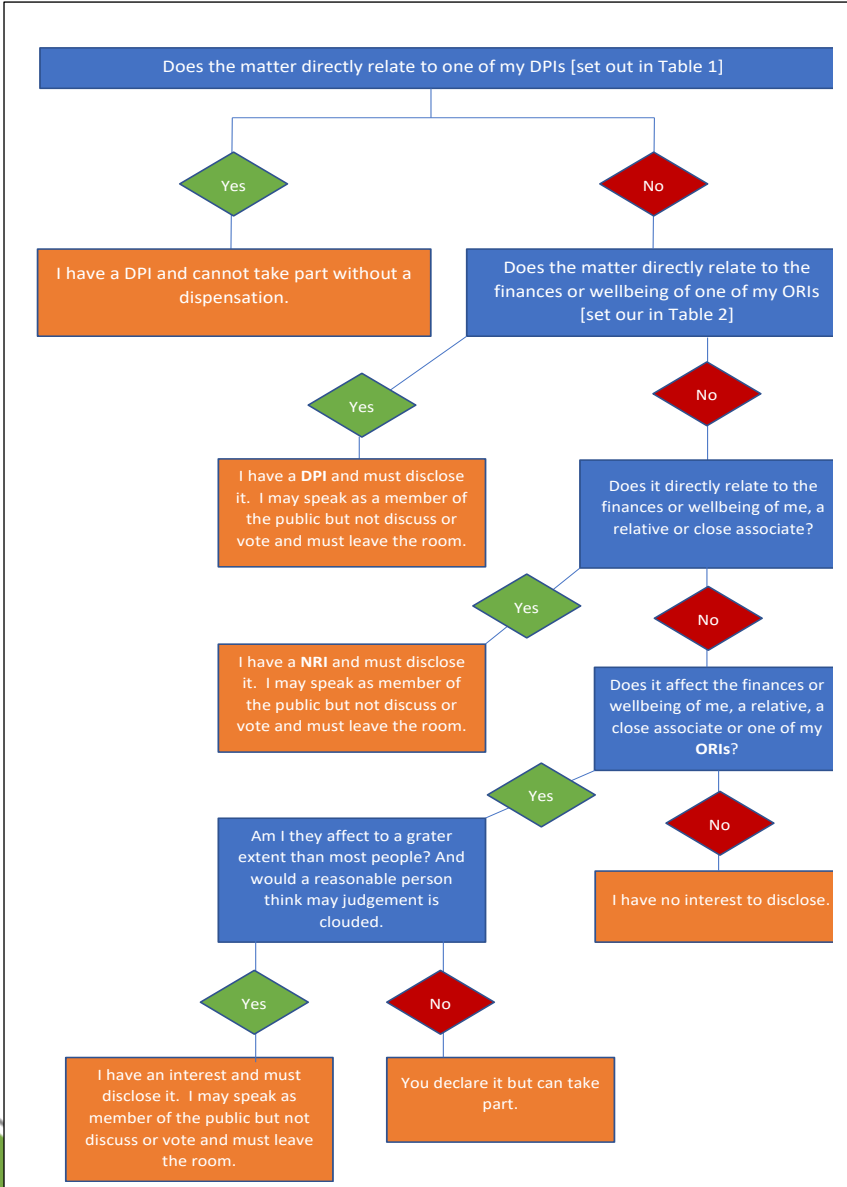 Does the matter directly relate to one of my DPIs [set out in Table 1]
Yes
No
I have a DPI and cannot take part without a
dispensation.
Does the matter directly relate to the
finances or wellbeing of one of my ORIs
[set our in Table 2]
Yes
No
I have a DPI and must disclose
it. I may speak as a member of
the public but not discuss or
vote and must leave the room.
Does it directly relate to the
finances or wellbeing of me, a
relative or close associate?
Yes
No
I have a NRI and must disclose
it. I may speak as member of
the public but not discuss or
vote and must leave the room.
Does it affect the finances or
wellbeing of me, a relative, a
close associate or one of my
ORIs?
Yes
No
Am I they affect to a grater
extent than most people? And
would a reasonable person
think may judgement is
clouded.
I have no interest to disclose.
Yes
No
I have an interest and must
disclose it. I may speak as
member of the public but not
discuss or vote and must leave
the room.
You declare it but can take
part.